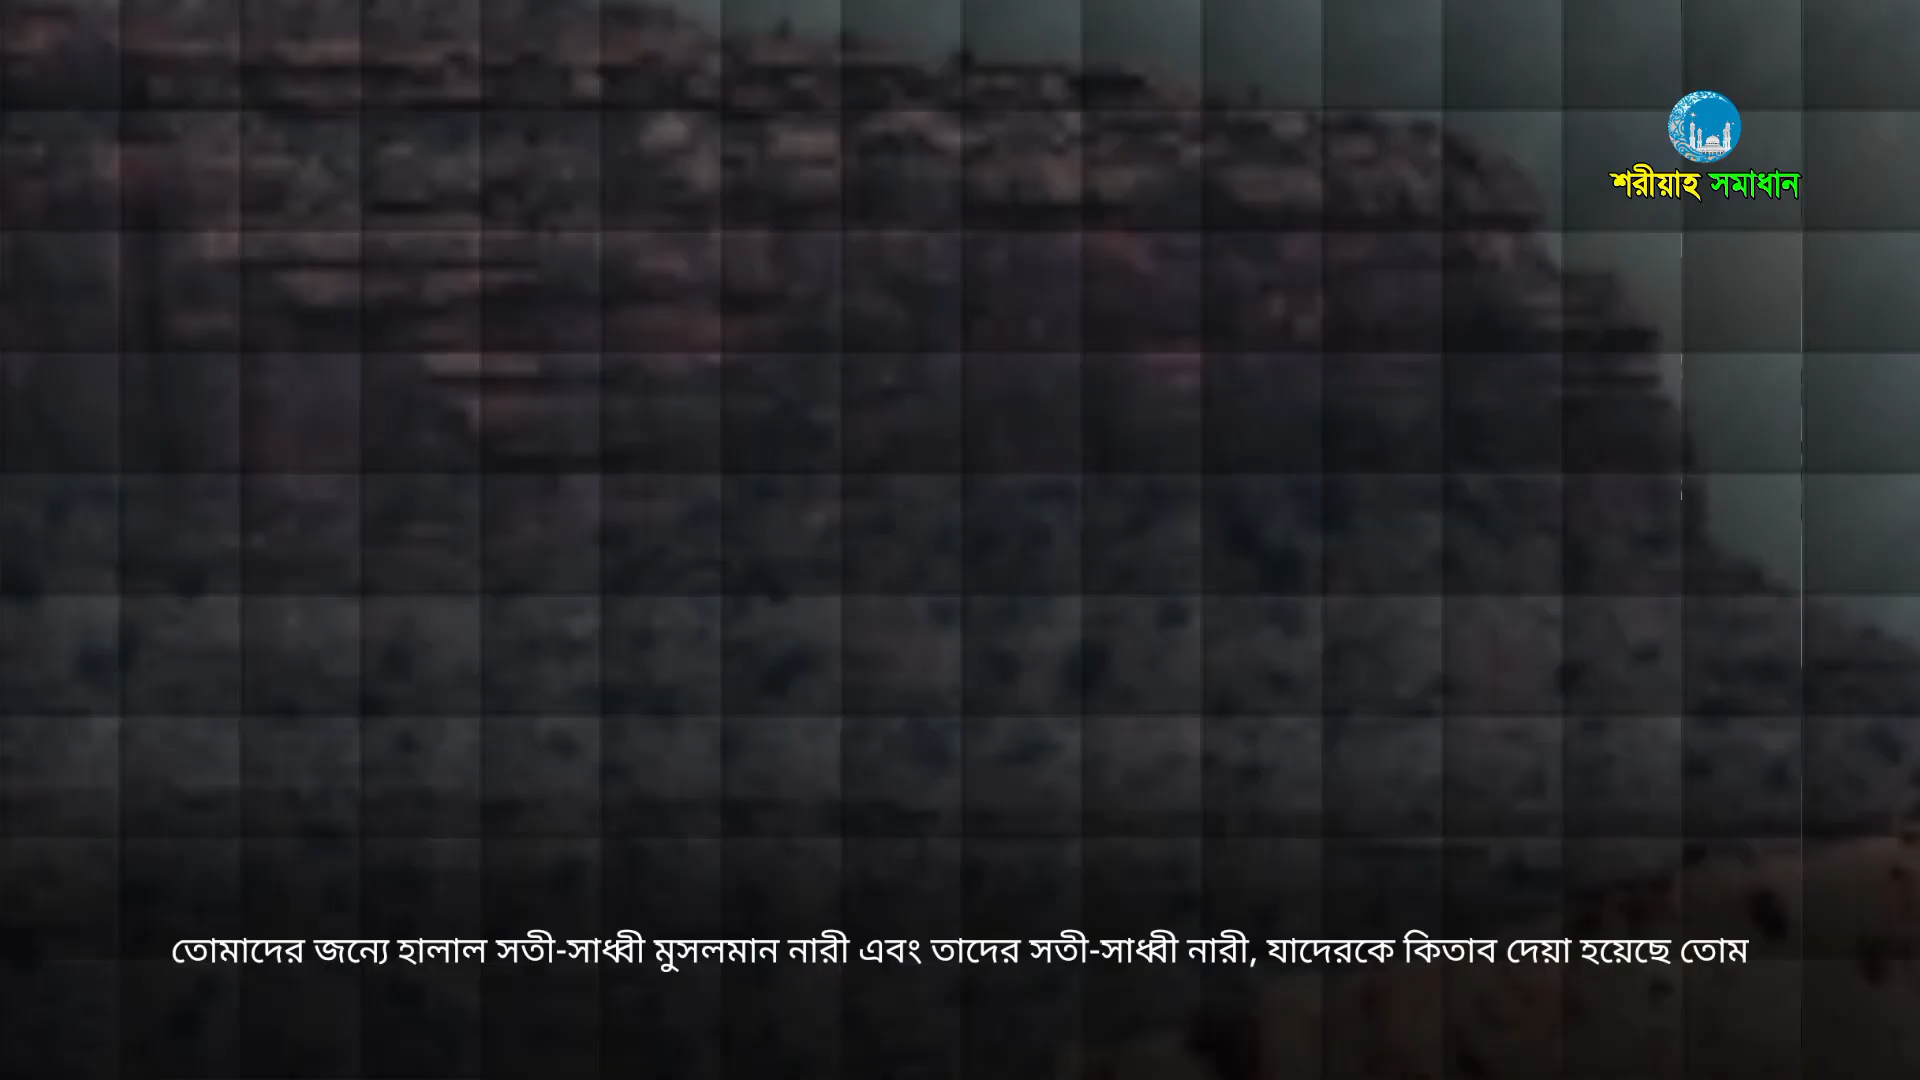 শরীয়াহ সমাধান
তোমাদের জন্যে হালাল সতী-সাধ্বী মুসলমান নারী এবং তাদের সতী-সাধ্বী নারী, যাদেরকে কিতাব দেয়া হয়েছে তোম